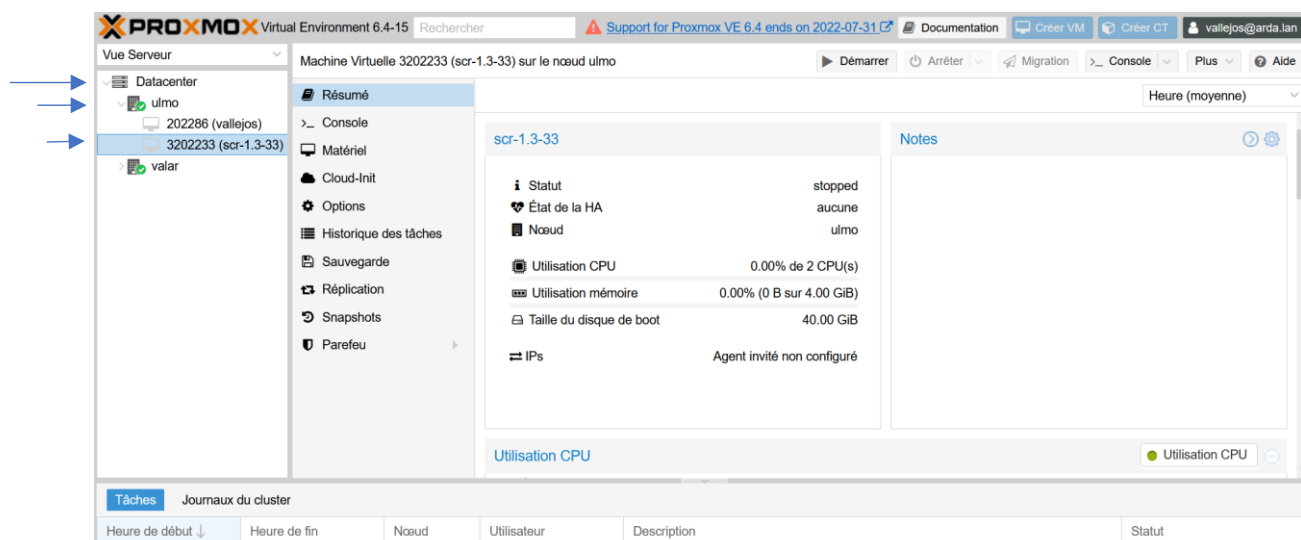 PROXMOX Virtual Environment 6.4-15 Rechercher Support for Proxmox VE 6.4 ends on 2022-07-31 Documentation Créer VM Créer CT vallejos@arda.lan
Vue Serveur
Machine Virtuelle 3202233 (scr-1.3-33) sur le nœud ulmo Démarrer Arrêter Migration >_ Console Plus Aide
Datacenter
ulmo
202286 (vallejos)
3202233 (scr-1.3-33)
valar
Résumé
>_ Console
Matériel
Cloud-Init
Options
Historique des tâches
Sauvegarde
Réplication
Snapshots
Parefeu
Heure (moyenne)
scr-1.3-33
Statut stopped
État de la HA aucune
Nœud ulmo
Utilisation CPU 0.00% de 2 CPU(s)
Utilisation mémoire 0.00% (0 B sur 4.00 GiB)
Taille du disque de boot 40.00 GiB
IPs Agent invité non configuré
Notes
Utilisation CPU Utilisation CPU
Tâches Journaux du cluster
Heure de début Heure de fin Nœud Utilisateur Description Statut